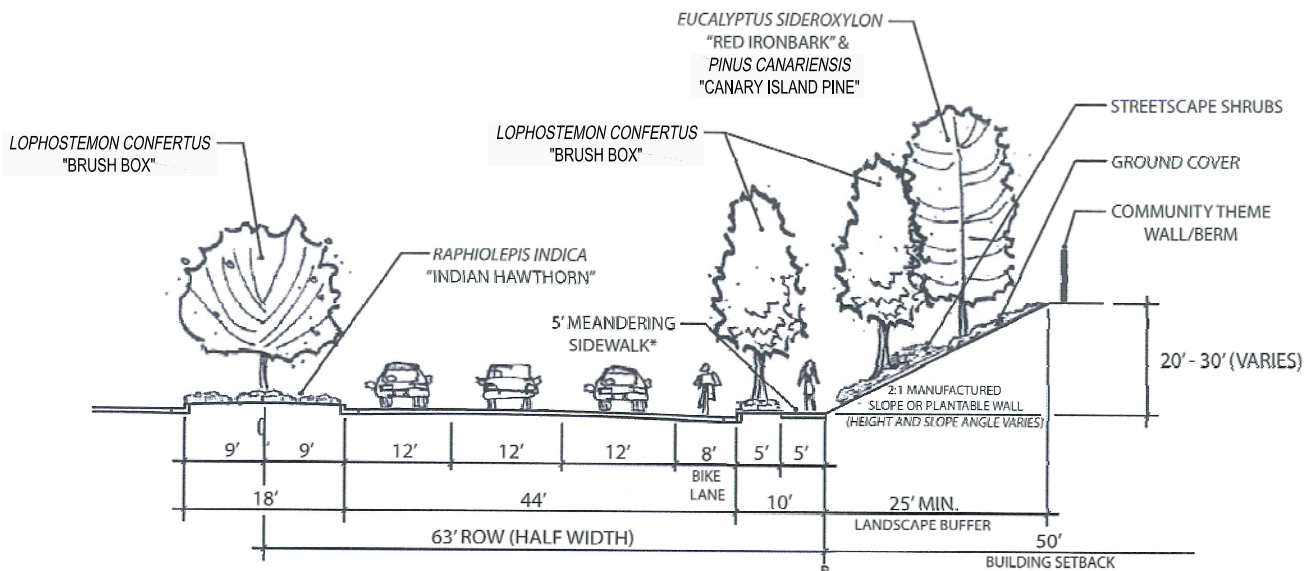 EUCALYPTUS SIDEROXYLON
"RED IRONBARK" &
PINUS CANARIENSIS
"CANARY ISLAND PINE"
STREETSCAPE SHRUBS
LOPHOSTEMON CONFERTUS
"BRUSH BOX"
LOPHOSTEMON CONFERTUS
"BRUSH BOX"
GROUND COVER
COMMUNITY THEME
WALL/BERM
RAPHIOLEPIS INDICA
"INDIAN HAWTHORN"
5' MEANDERING
SIDEWALK*
20' - 30' (VARIES)
2:1 MANUFACTURED
SLOPE OR PLANTABLE WALL
(HEIGHT AND SLOPE ANGLE VARIES)
9' 9' 12' 12' 12' 8' 5' 5'
BIKE
LANE
18' 44' 10' 25' MIN.
LANDSCAPE BUFFER
63' ROW (HALF WIDTH) 50'
BUILDING SETBACK